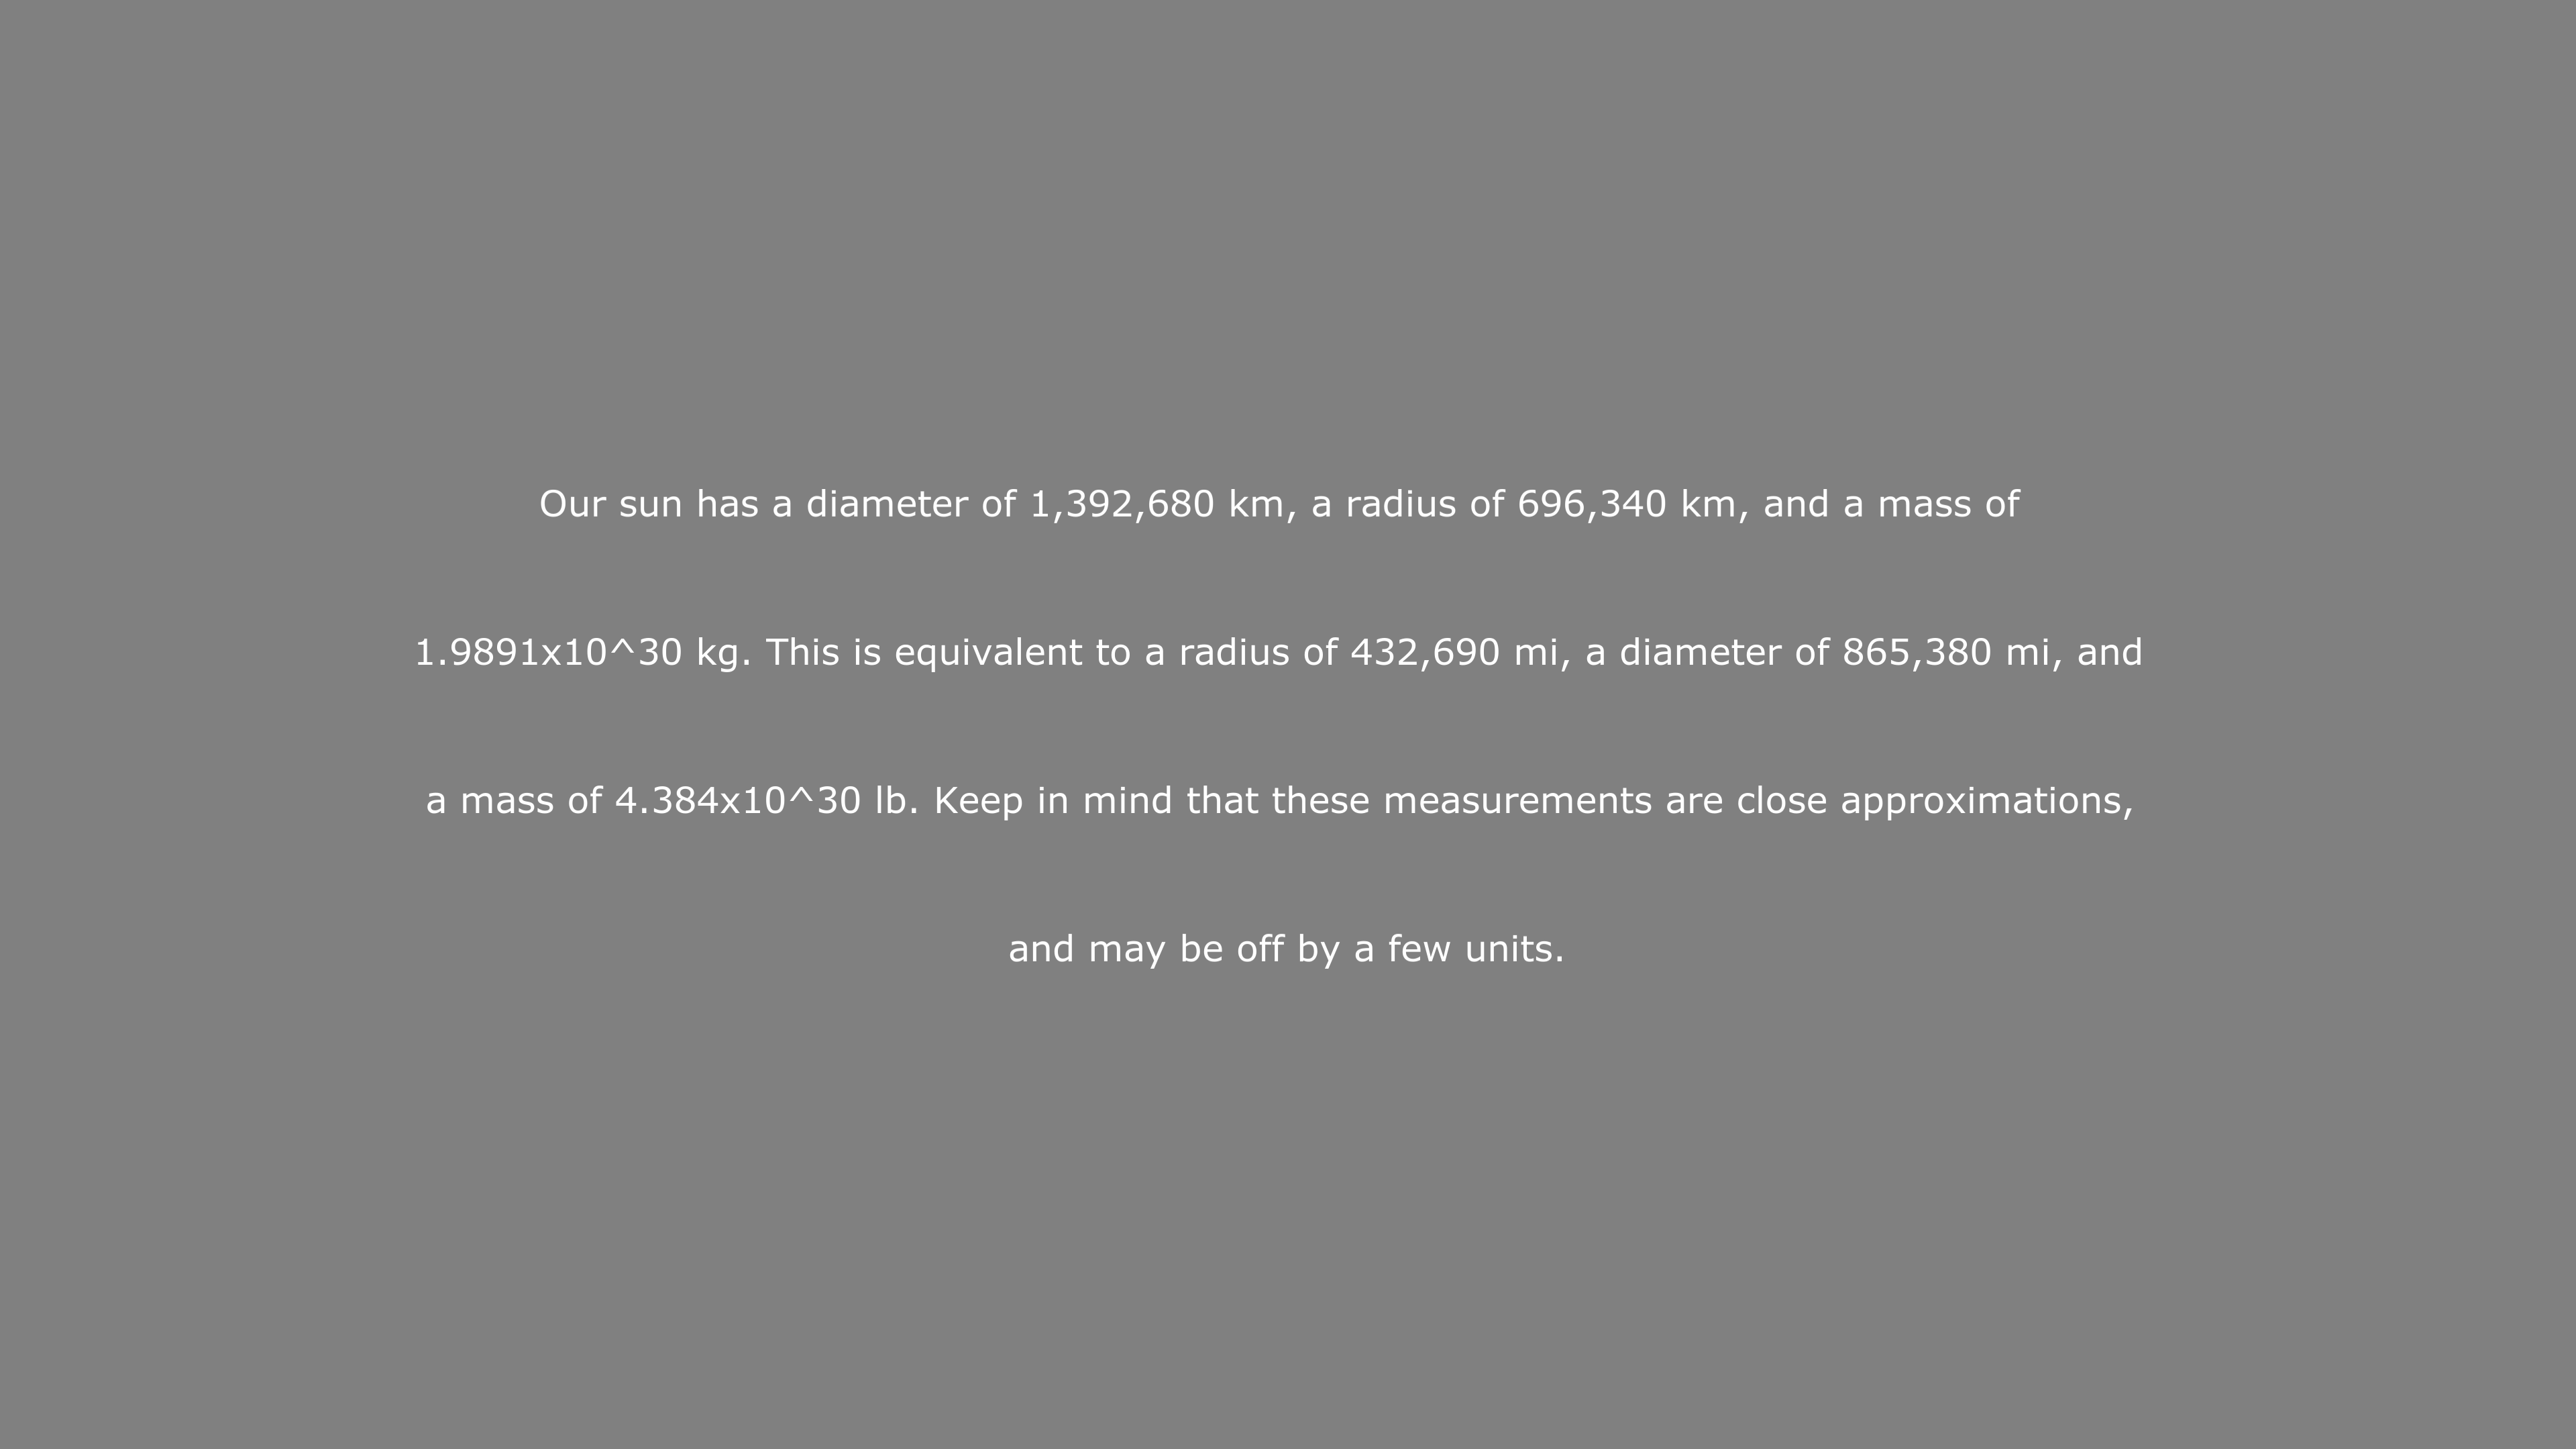 Our sun has a diameter of 1,392,680 km, a radius of 696,340 km, and a mass of
1.9891x10^30 kg. This is equivalent to a radius of 432,690 mi, a diameter of 865,380 mi, and
a mass of 4.384x10^30 lb. Keep in mind that these measurements are close approximations,
and may be off by a few units.